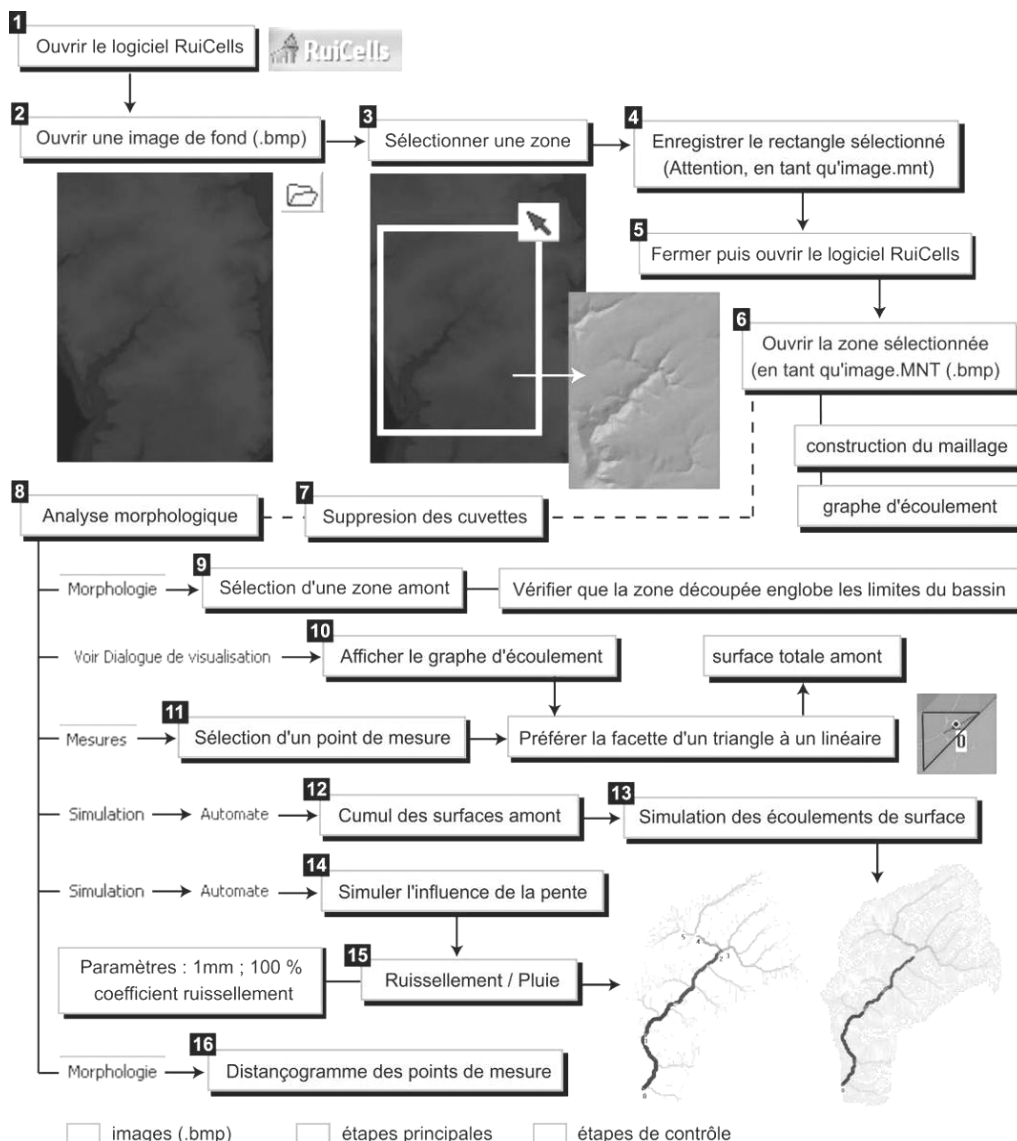 1
Ouvrir le logiciel RuiCells
RuiCells
2
Ouvrir une image de fond (.bmp)
3
Sélectionner une zone
4
Enregistrer le rectangle sélectionné
(Attention, en tant qu'image.mnt)
5
Fermer puis ouvrir le logiciel RuiCells
6
Ouvrir la zone sélectionnée
(en tant qu'image.MNT (.bmp)
construction du maillage
graphe d'écoulement
8
Analyse morphologique
7
Suppresion des cuvettes
Morphologie
9
Sélection d'une zone amont
Vérifier que la zone découpée englobe les limites du bassin
Voir Dialogue de visualisation
10
Afficher le graphe d'écoulement
surface totale amont
Mesures
11
Sélection d'un point de mesure
Préférer la facette d'un triangle à un linéaire
0
Simulation
Automate
12
Cumul des surfaces amont
13
Simulation des écoulements de surface
Simulation
Automate
14
Simuler l'influence de la pente
Paramètres : 1mm ; 100 %
coefficient ruissellement
15
Ruissellement / Pluie
5
4
2
3
0
Morphologie
16
Distançogramme des points de mesure
images (.bmp)
étapes principales
étapes de contrôle